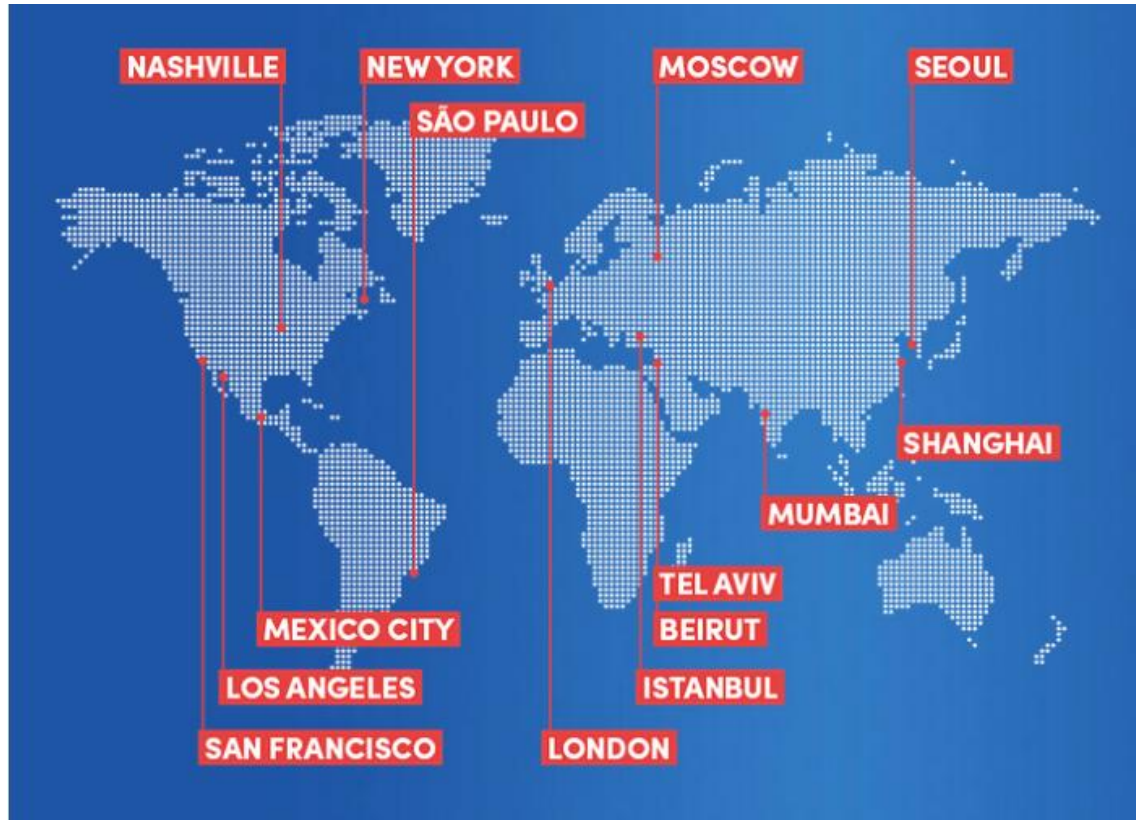 NASHVILLE
NEW YORK
MOSCOW
SEOUL
SÃO PAULO
SHANGHAI
MUMBAI
TEL AVIV
MEXICO CITY
BEIRUT
LOS ANGELES
ISTANBUL
SAN FRANCISCO
LONDON